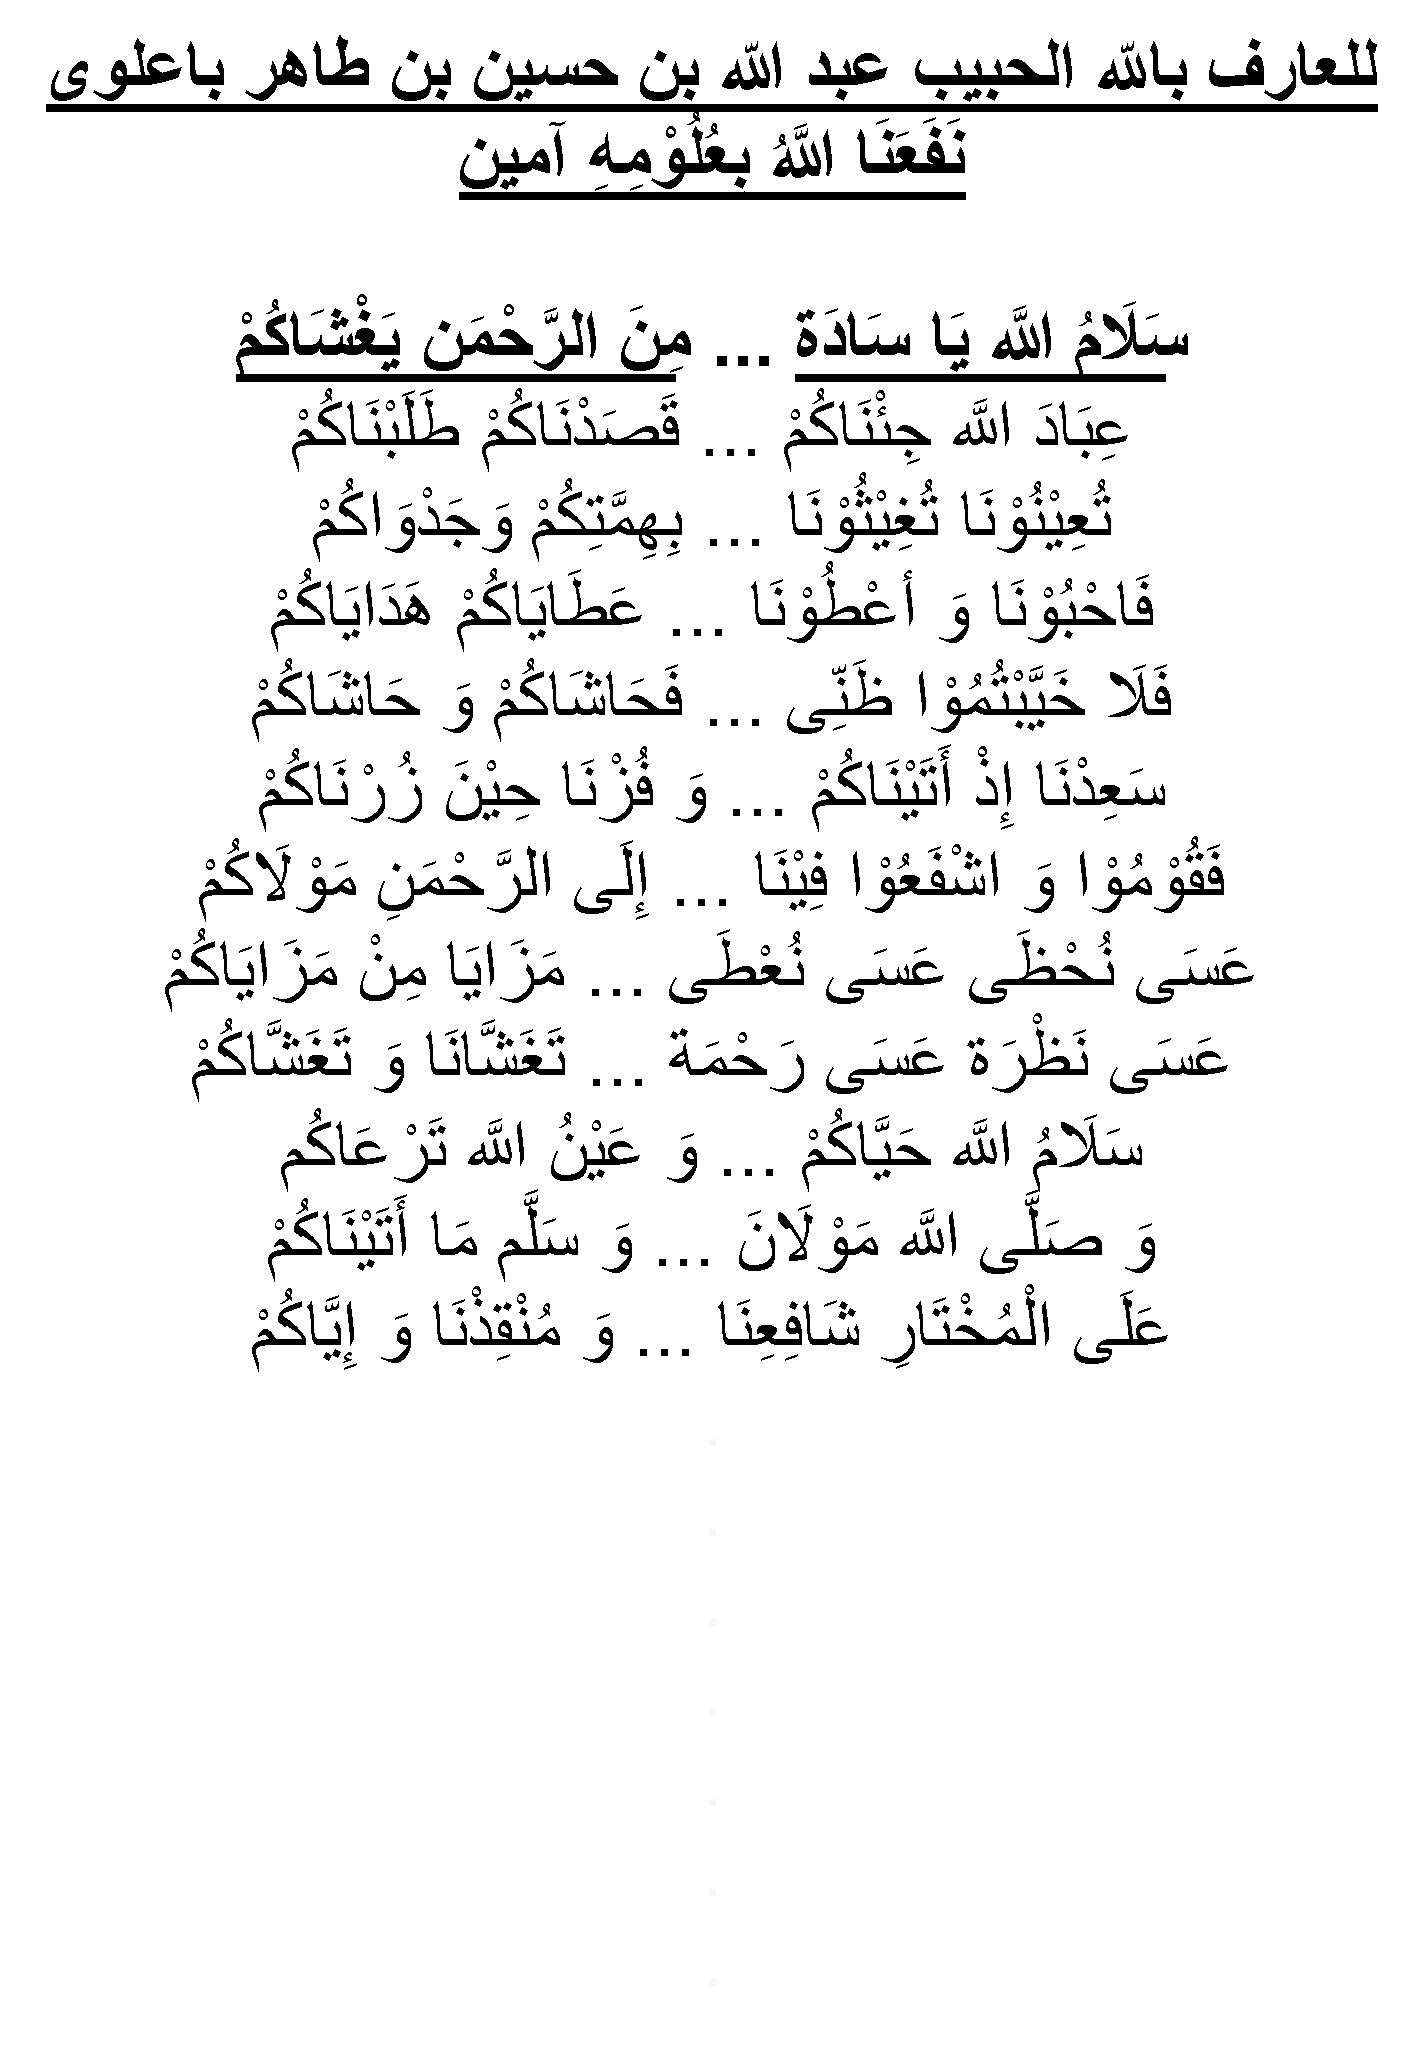 للعارف بالله الحبيب عبد الله بن حسين بن طاهر باعلوى
نَفَعَنَا اللَّهُ بِعُلُوْمِهِ آمين
سَلَامُ اللَّه يَا سَادَة ... مِنَ الرَّحْمَن يَغْشَاكُمْ
عِبَادَ اللَّه جِئْنَاكُمْ ... قَصَدْنَاكُمْ طَلَبْنَاكُمْ
تُعِيْنُوْنَا تُغِيْثُوْنَا ... بِهِمَّتِكُمْ وَجَدْوَاكُمْ
فَاحْبُوْنَا وَ أعْطُوْنَا ... عَطَايَاكُمْ هَدَايَاكُمْ
فَلَا خَيَّبْتُمُوْا ظَنِّى ... فَحَاشَاكُمْ وَ حَاشَاكُمْ
سَعِدْنَا إِذْ أَتَيْنَاكُمْ ... وَ فُزْنَا حِيْنَ زُرْنَاكُمْ
فَقُوْمُوْا وَ اشْفَعُوْا فِيْنَا ... إِلَى الرَّحْمَنِ مَوْلَاكُمْ
عَسَى نُحْظَى عَسَى نُعْطَى ... مَزَايَا مِنْ مَزَايَاكُمْ
عَسَى نَظْرَة عَسَى رَحْمَة ... تَغَشَّانَا وَ تَغَشَّاكُمْ
سَلَامُ اللَّه حَيَّاكُمْ ... وَ عَيْنُ اللَّه تَرْعَاكُم
وَ صَلَّى اللَّه مَوْلَانَ ... وَ سَلَّم مَا أَتَيْنَاكُمْ
عَلَى الْمُخْتَارِ شَافِعِنَا ... وَ مُنْقِذْنَا وَ إِيَّاكُمْ